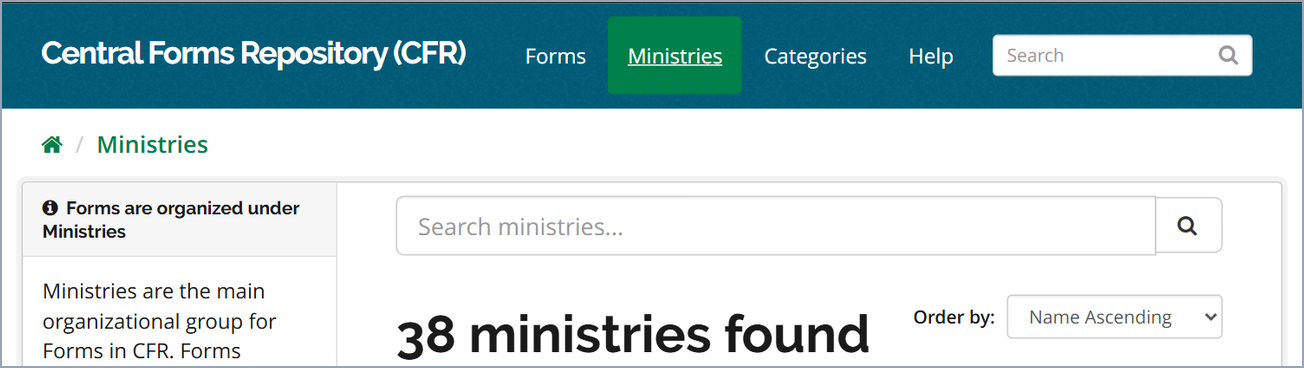 Central Forms Repository (CFR)
Forms
Ministries
Categories
Help
Search
/ Ministries
Forms are organized under
Ministries
Ministries are the main
organizational group for
Forms in CFR. Forms
Search ministries...
38 ministries found
Order by:
Name Ascending